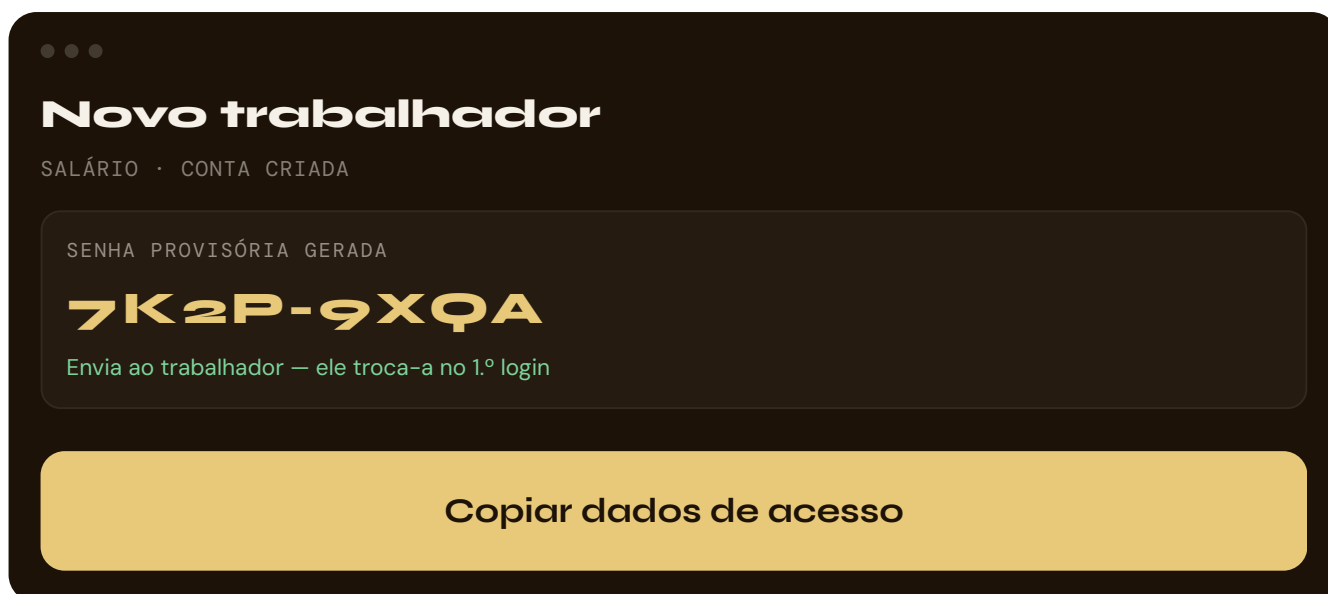 Novo trabalhador
SALÁRIO · CONTA CRIADA
SENHA PROVISÓRIA GERADA
7K2P-9XQA
Envia ao trabalhador — ele troca-a no 1.º login
Copiar dados de acesso